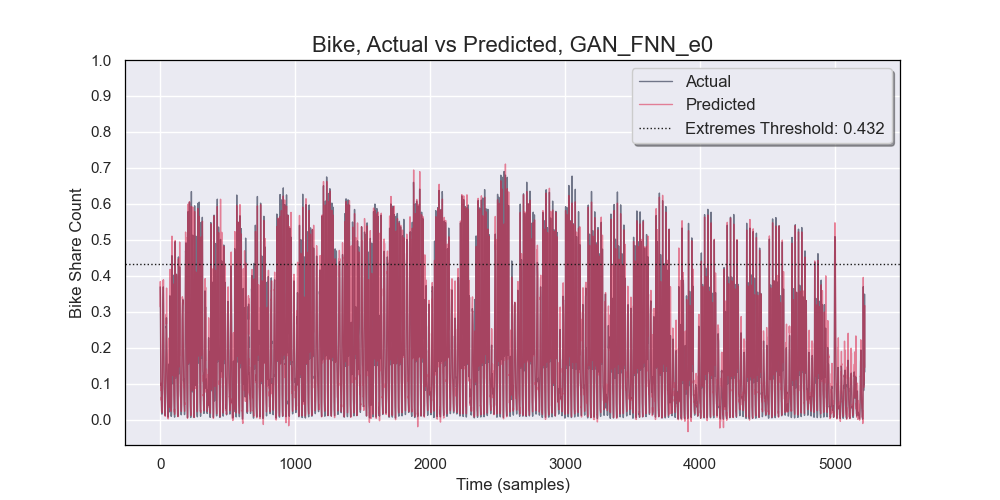 Bike, Actual vs Predicted, GAN_FNN_e0
1.0
0.9
0.8
0.7
0.6
0.5
0.4
0.3
0.2
0.1
0.0
Bike Share Count
Actual
Predicted
Extremes Threshold: 0.432
0 1000 2000 3000 4000 5000
Time (samples)